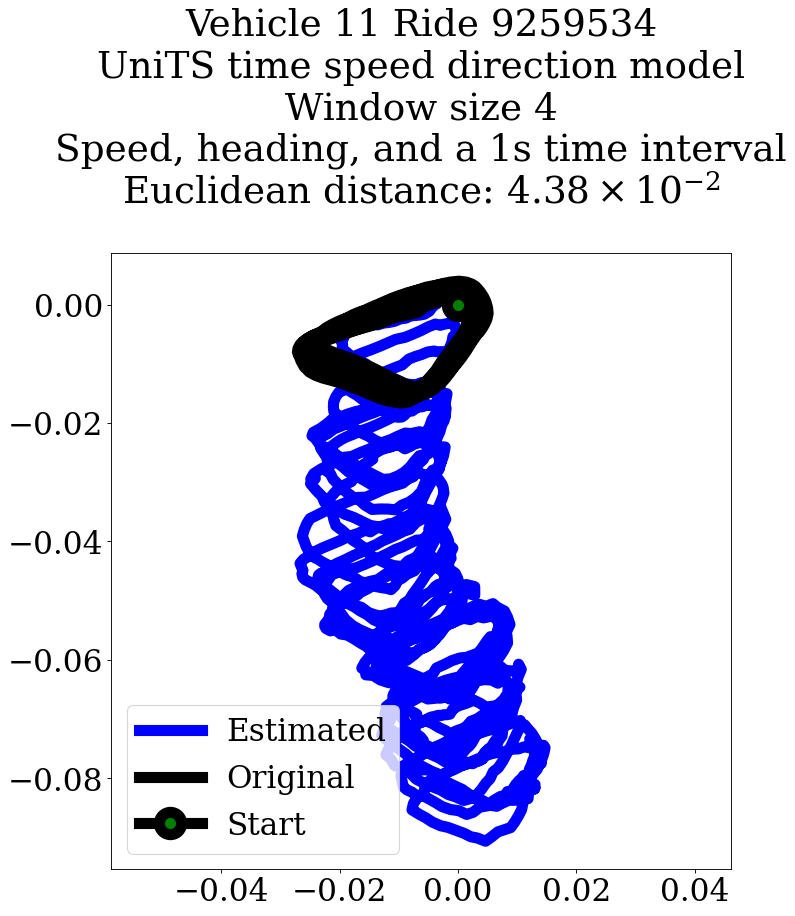 Vehicle 11 Ride 9259534
UniTS time speed direction model
Window size 4
Speed, heading, and a 1s time interval
Euclidean distance: 4.38 × 10⁻²
0.00
−0.02
−0.04
−0.06
−0.08
Estimated
Original
Start
−0.04 −0.02 0.00 0.02 0.04